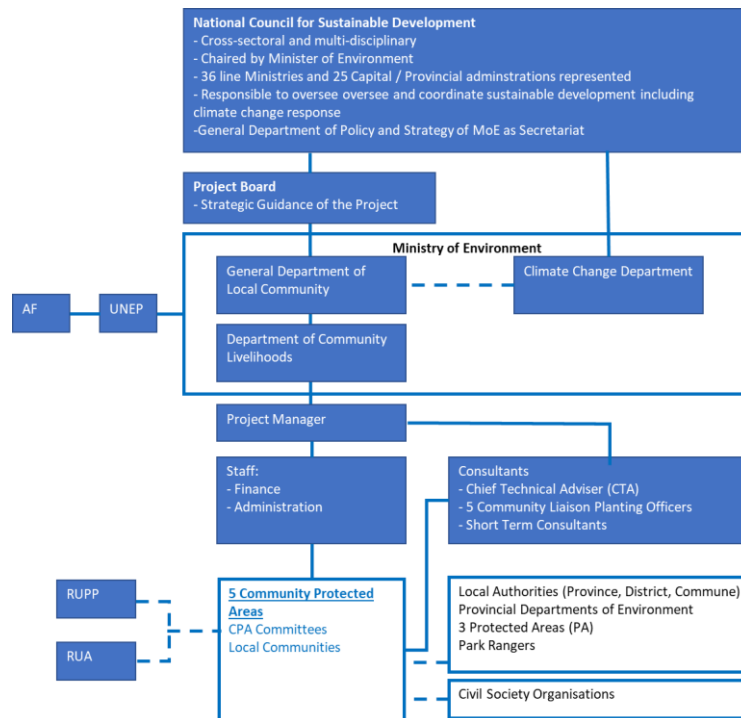 National Council for Sustainable Development
- Cross-sectoral and multi-disciplinary
- Chaired by Minister of Environment
- 36 line Ministries and 25 Capital / Provincial adminstrations represented
- Responsible to oversee oversee and coordinate sustainable development including
climate change response
-General Department of Policy and Strategy of MoE as Secretariat
Project Board
- Strategic Guidance of the Project
Ministry of Environment
General Department of
Local Community
Climate Change Department
AF
UNEP
Department of Community
Livelihoods
Project Manager
Staff:
- Finance
- Administration
Consultants
- Chief Technical Adviser (CTA)
- 5 Community Liaison Planting Officers
- Short Term Consultants
RUPP
RUA
5 Community Protected
Areas
CPA Committees
Local Communities
Local Authorities (Province, District, Commune)
Provincial Departments of Environment
3 Protected Areas (PA)
Park Rangers
Civil Society Organisations